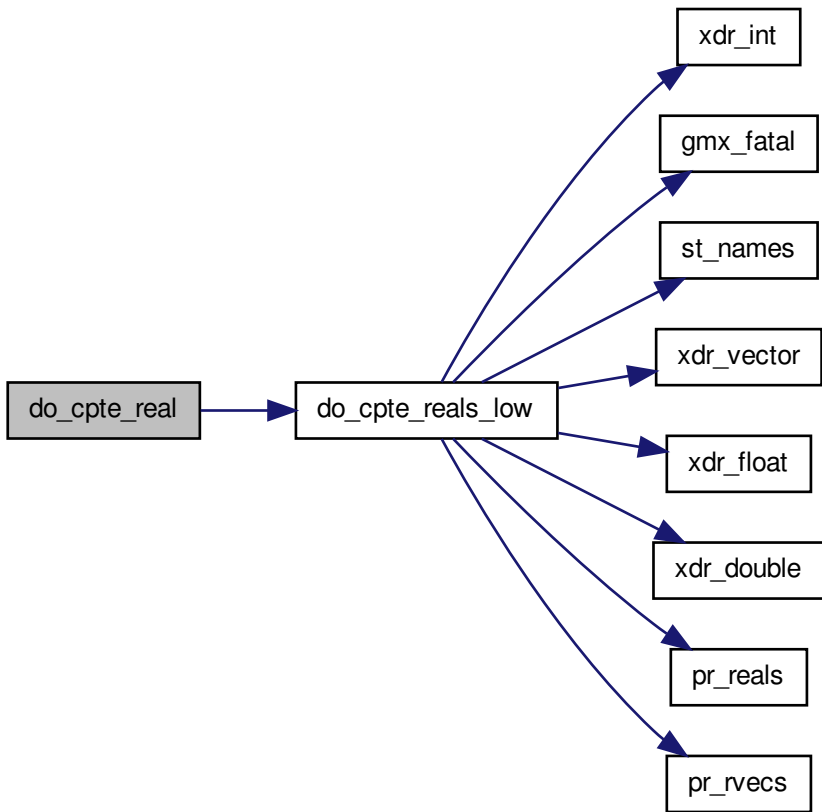 xdr_int
gmx_fatal
st_names
xdr_vector
do_cpte_real
do_cpte_reals_low
xdr_float
xdr_double
pr_reals
pr_rvecs